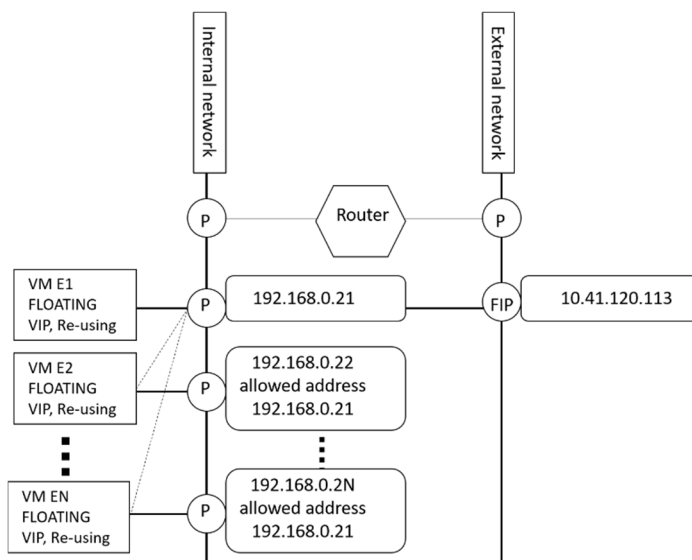 Internal network
External network
P
Router
P
VM E1
FLOATING
VIP, Re-using
P
192.168.0.21
FIP
10.41.120.113
VM E2
FLOATING
VIP, Re-using
P
192.168.0.22
allowed address
192.168.0.21
VM EN
FLOATING
VIP, Re-using
P
192.168.0.2N
allowed address
192.168.0.21